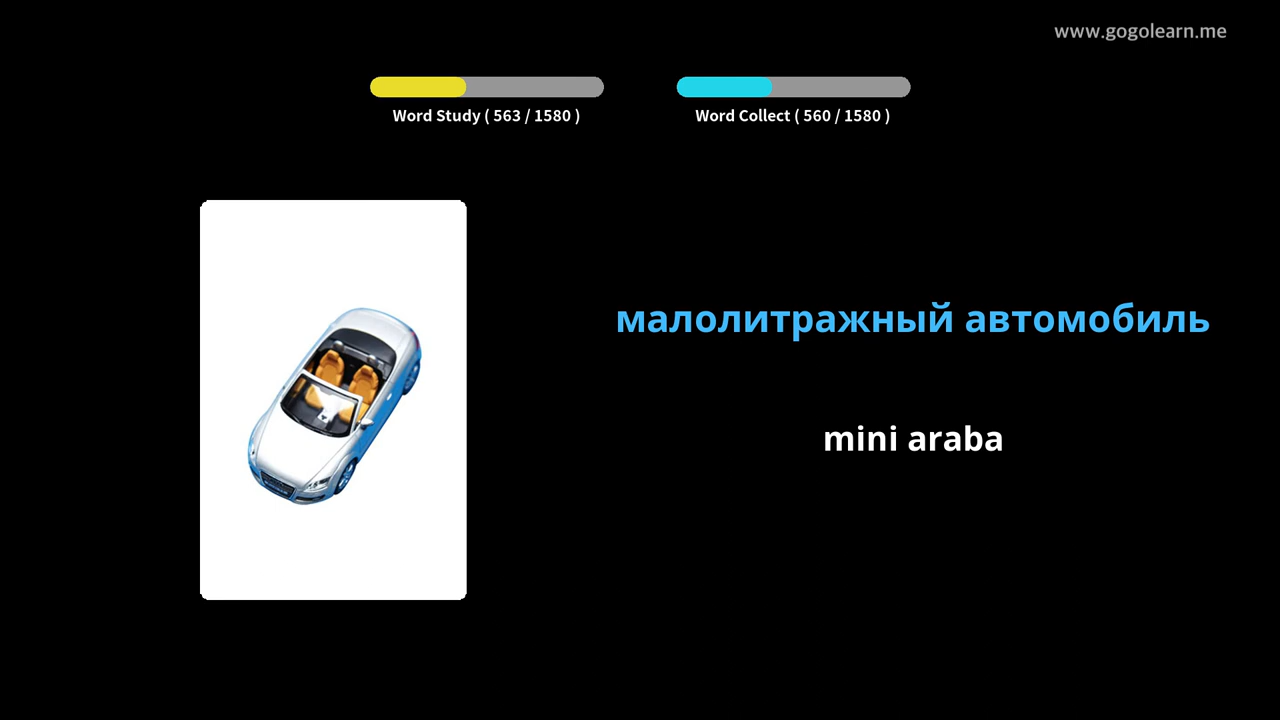 www.gogolearn.me
Word Study ( 563 / 1580 )
Word Collect ( 560 / 1580 )
малолитражный автомобиль
mini araba